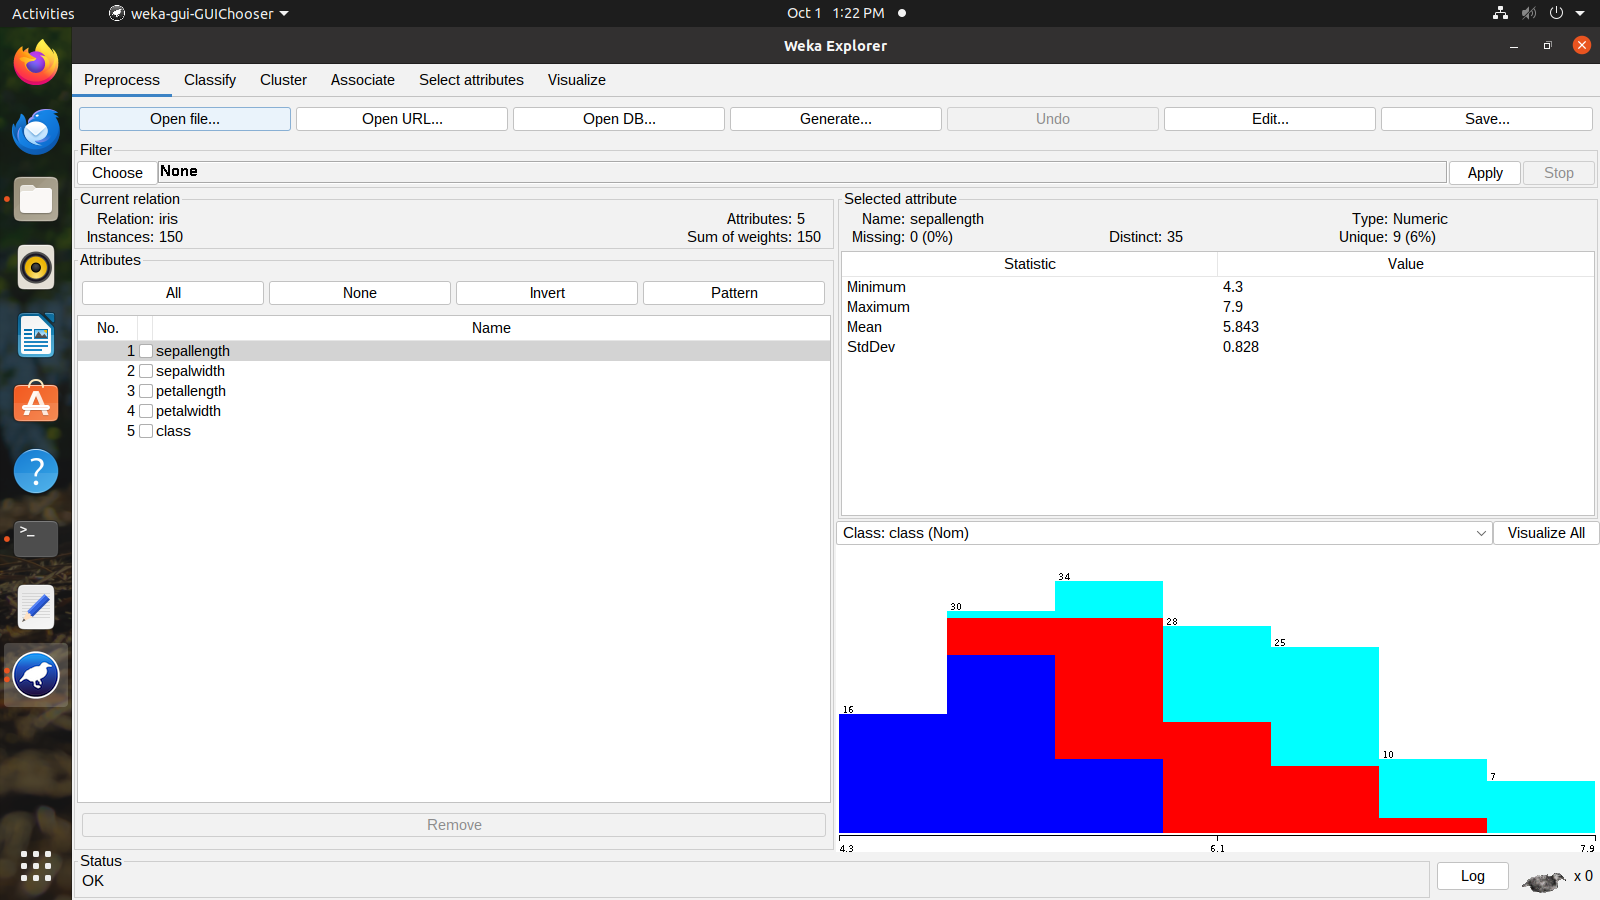 Activities weka-gui-GUIChooser Oct 1 1:22 PM
Weka Explorer
Preprocess Classify Cluster Associate Select attributes Visualize
Open file... Open URL... Open DB... Generate... Undo Edit... Save...
Filter
Choose None Apply Stop
Current relation
Relation: iris Attributes: 5
Instances: 150 Sum of weights: 150
Attributes
All None Invert Pattern
No. Name
1 sepallength
2 sepalwidth
3 petallength
4 petalwidth
5 class
Remove
Selected attribute
Name: sepallength Type: Numeric
Missing: 0 (0%) Distinct: 35 Unique: 9 (6%)
Statistic Value
Minimum 4.3
Maximum 7.9
Mean 5.843
StdDev 0.828
Class: class (Nom) Visualize All
34
30
28
25
16
10
7
4.3 6.1 7.9
Status
OK
Log x 0